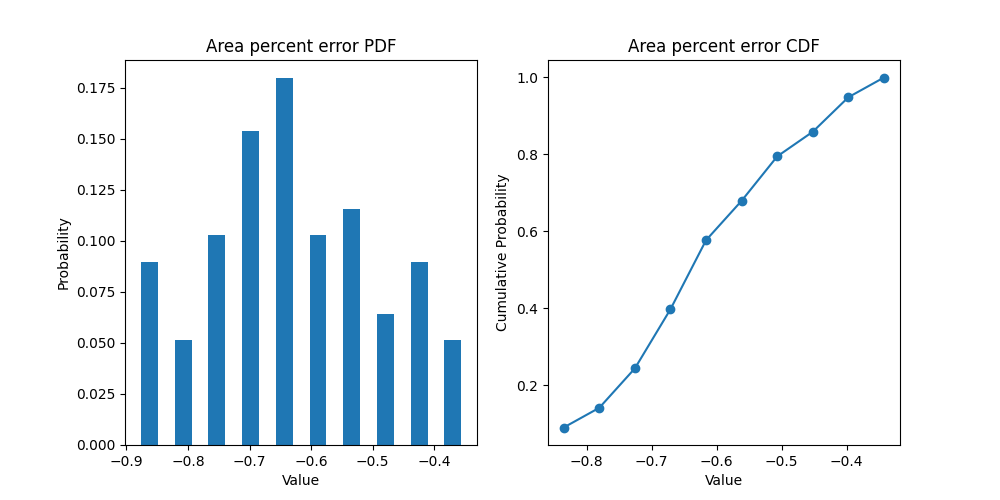 Area percent error PDF
0.175
0.150
0.125
0.100
0.075
0.050
0.025
0.000
Probability
−0.9 −0.8 −0.7 −0.6 −0.5 −0.4
Value
Area percent error CDF
1.0
0.8
0.6
0.4
0.2
Cumulative Probability
−0.8 −0.7 −0.6 −0.5 −0.4
Value